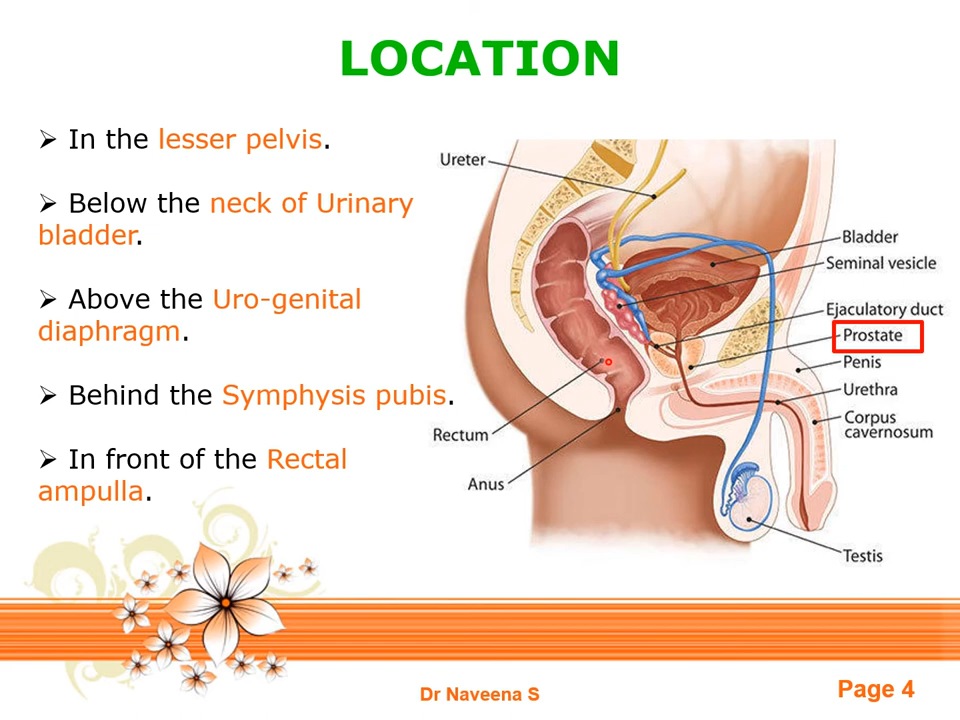 LOCATION
➢ In the lesser pelvis.
➢ Below the neck of Urinary
bladder.
➢ Above the Uro-genital
diaphragm.
➢ Behind the Symphysis pubis.
➢ In front of the Rectal
ampulla.
Ureter
Bladder
Seminal vesicle
Ejaculatory duct
Prostate
Penis
Urethra
Corpus
cavernosum
Rectum
Anus
Testis
Dr Naveena S
Page 4